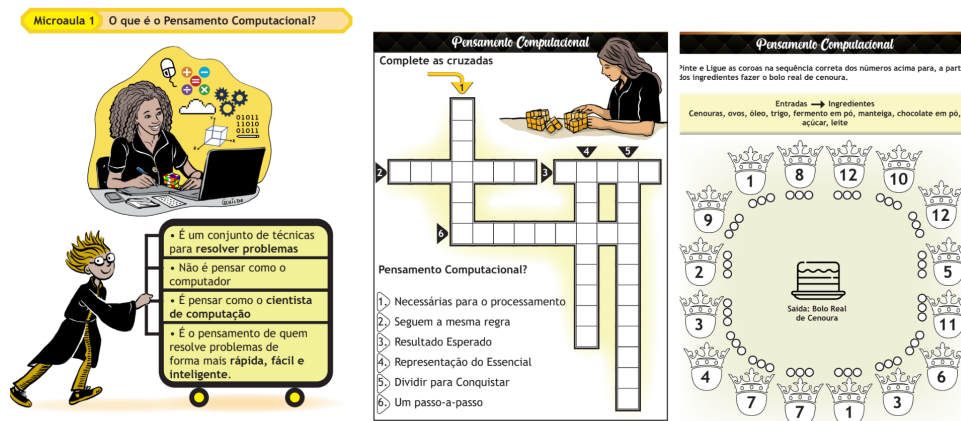 Microaula 1 O que é o Pensamento Computacional?
01011
11010
01011
• É um conjunto de técnicas
para resolver problemas
• Não é pensar como o
computador
• É pensar como o cientista
de computação
• É o pensamento de quem
resolve problemas de
forma mais rápida, fácil e
inteligente.
Pensamento Computacional
Complete as cruzadas
1
2
3
4
5
6
Pensamento Computacional?
1. Necessárias para o processamento
2. Seguem a mesma regra
3. Resultado Esperado
4. Representação do Essencial
5. Dividir para Conquistar
6. Um passo-a-passo
Pensamento Computacional
Pinte e Ligue as coroas na sequência correta dos números acima para, a part
dos ingredientes fazer o bolo real de cenoura.
Entradas → Ingredientes
Cenouras, ovos, óleo, trigo, fermento em pó, manteiga, chocolate em pó,
açúcar, leite
1
8
12
10
9
12
2
5
3
11
4
6
7
7
1
3
Saída: Bolo Real
de Cenoura